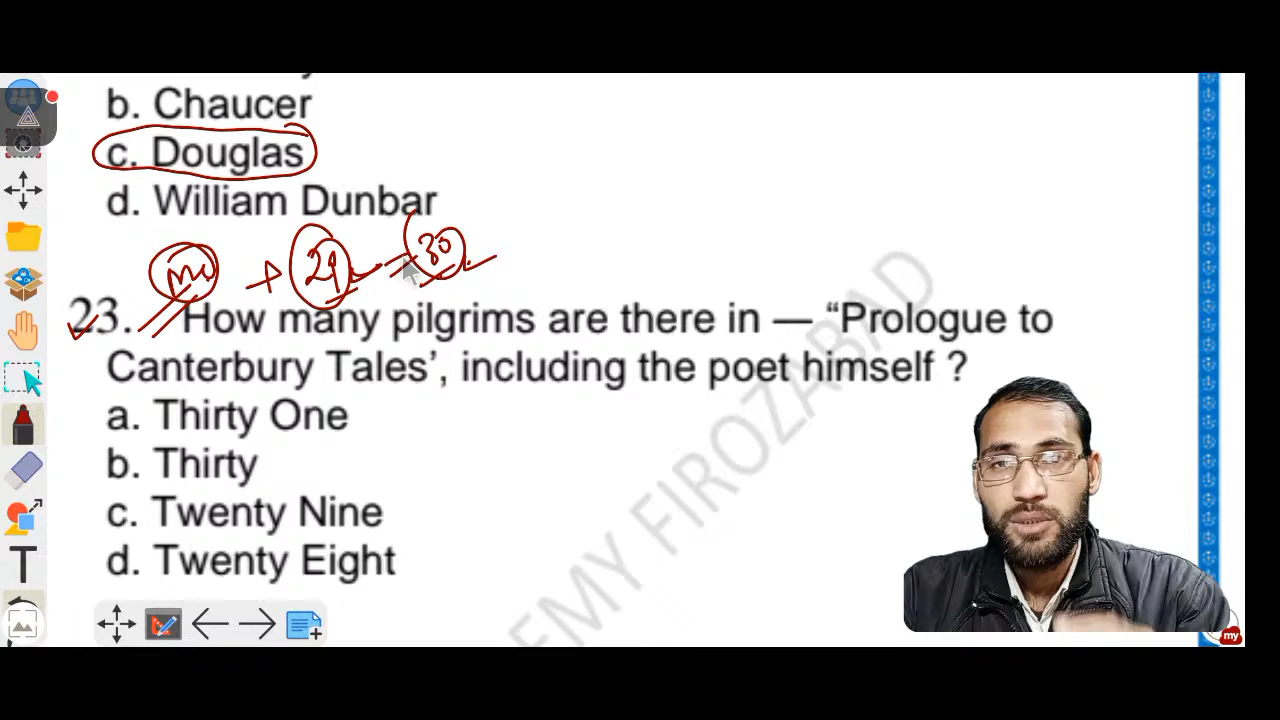 b. Chaucer
c. Douglas
d. William Dunbar
+ 29 = 30
23. How many pilgrims are there in — “Prologue to
Canterbury Tales’, including the poet himself ?
a. Thirty One
b. Thirty
c. Twenty Nine
d. Twenty Eight
EMY FIROZABAD
T
my